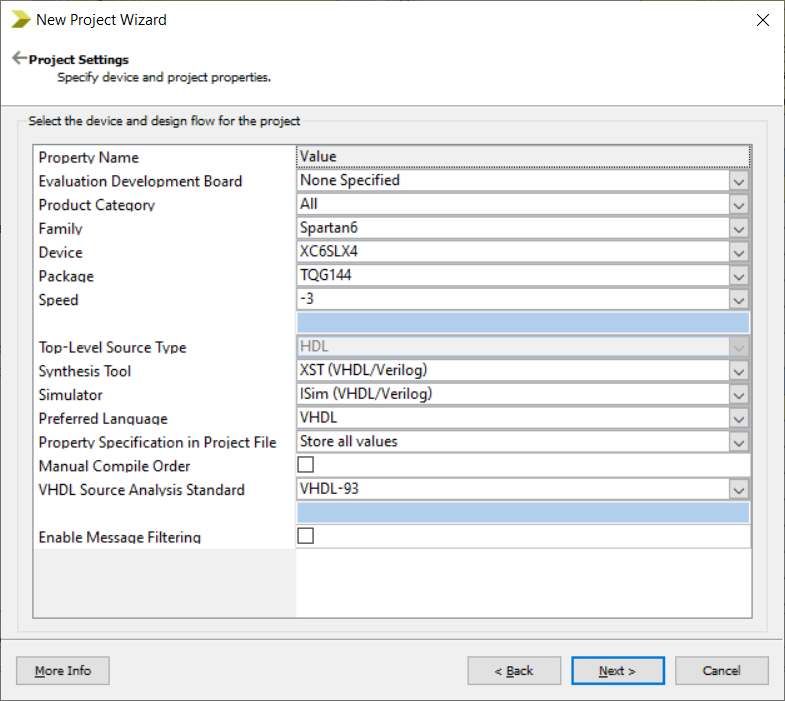 New Project Wizard
Project Settings
Specify device and project properties.
Select the device and design flow for the project
Property Name Value
Evaluation Development Board None Specified
Product Category All
Family Spartan6
Device XC6SLX4
Package TQG144
Speed -3
Top-Level Source Type HDL
Synthesis Tool XST (VHDL/Verilog)
Simulator ISim (VHDL/Verilog)
Preferred Language VHDL
Property Specification in Project File Store all values
Manual Compile Order
VHDL Source Analysis Standard VHDL-93
Enable Message Filtering
More Info < Back Next > Cancel